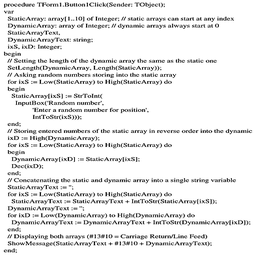 procedure TForm1.Button1Click(Sender: TObject);
var
StaticArray: array[1..10] of Integer; // static arrays can start at any index
DynamicArray: array of Integer; // dynamic arrays always start at 0
StaticArrayText,
DynamicArrayText: string;
ixS, ixD: Integer;
begin
// Setting the length of the dynamic array the same as the static one
SetLength(DynamicArray, Length(StaticArray));
// Asking random numbers storing into the static array
for ixS := Low(StaticArray) to High(StaticArray) do
begin
StaticArray[ixS] := StrToInt(
InputBox('Random number',
'Enter a random number for position',
IntToStr(ixS)));
end;
// Storing entered numbers of the static array in reverse order into the dynamic
ixD := High(DynamicArray);
for ixS := Low(StaticArray) to High(StaticArray) do
begin
DynamicArray[ixD] := StaticArray[ixS];
Dec(ixD);
end;
// Concatenating the static and dynamic array into a single string variable
StaticArrayText := '';
for ixS := Low(StaticArray) to High(StaticArray) do
StaticArrayText := StaticArrayText + IntToStr(StaticArray[ixS]);
DynamicArrayText := '';
for ixD := Low(DynamicArray) to High(DynamicArray) do
DynamicArrayText := DynamicArrayText + IntToStr(DynamicArray[ixD]);
end;
// Displaying both arrays (#13#10 = Carriage Return/Line Feed)
ShowMessage(StaticArrayText + #13#10 + DynamicArrayText);
end;